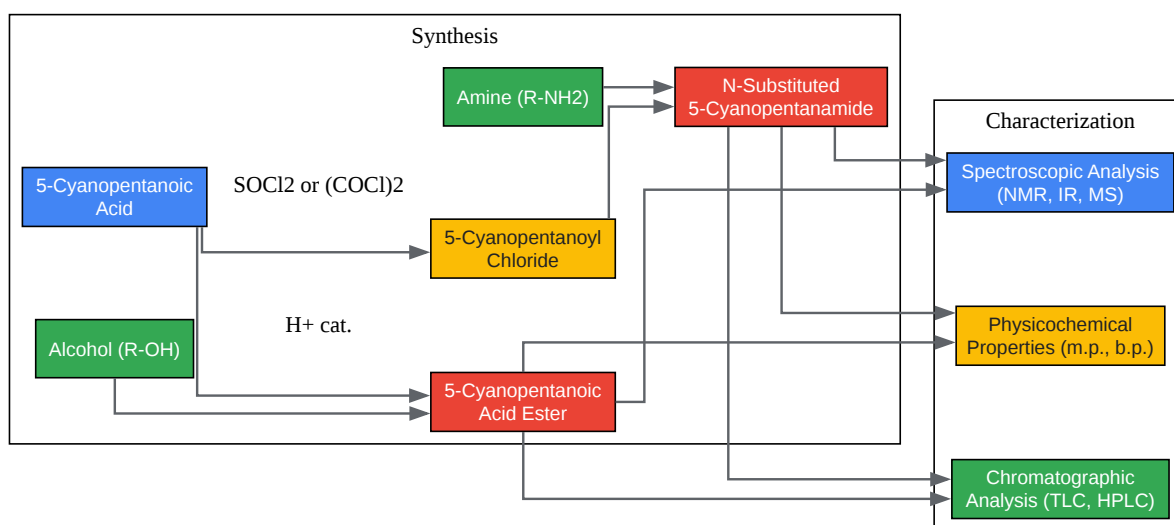 Synthesis
Amine (R-NH2)
N-Substituted
5-Cyanopentanamide
Characterization
5-Cyanopentanoic
Acid
SOCl2 or (COCl)2
Spectroscopic Analysis
(NMR, IR, MS)
5-Cyanopentanoyl
Chloride
H+ cat.
Alcohol (R-OH)
Physicochemical
Properties (m.p., b.p.)
5-Cyanopentanoic
Acid Ester
Chromatographic
Analysis (TLC, HPLC)